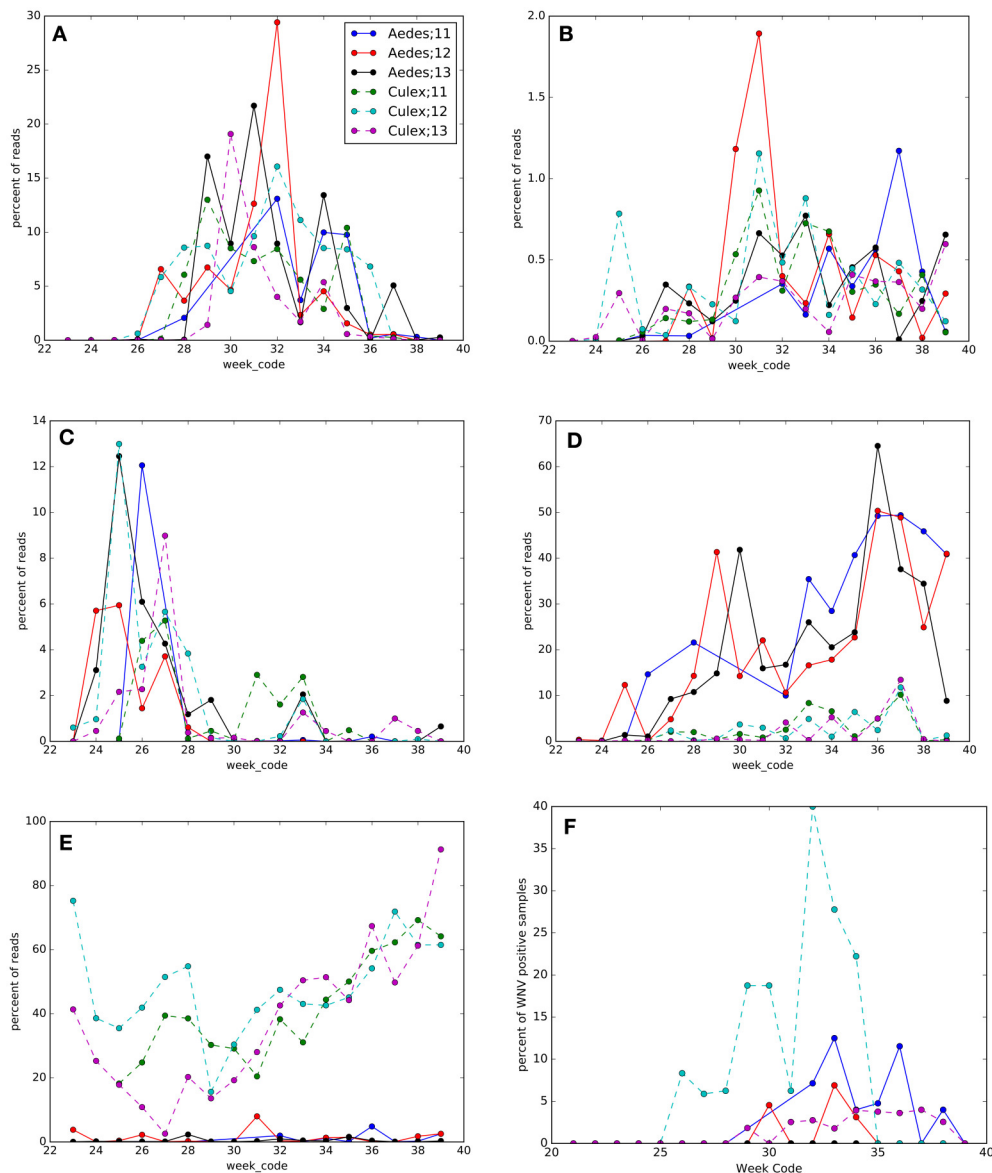 A
30
25
20
15
10
5
0
perceent of reads
22 24 26 28 30 32 34 36 38 40
week_code
Aedes;11
Aedes;12
Aedes;13
Culex;11
Culex;12
Culex;13
B
2.0
1.5
1.0
0.5
0.0
perceent of reads
22 24 26 28 30 32 34 36 38 40
week_code
C
14
12
10
8
6
4
2
0
perceent of reads
22 24 26 28 30 32 34 36 38 40
week_code
D
70
60
50
40
30
20
10
0
perceent of reads
22 24 26 28 30 32 34 36 38 40
week_code
E
100
80
60
40
20
0
perceent of reads
22 24 26 28 30 32 34 36 38 40
week_code
F
40
35
30
25
20
15
10
5
0
percent of WNV positive samples
20 25 30 35 40
Week Code